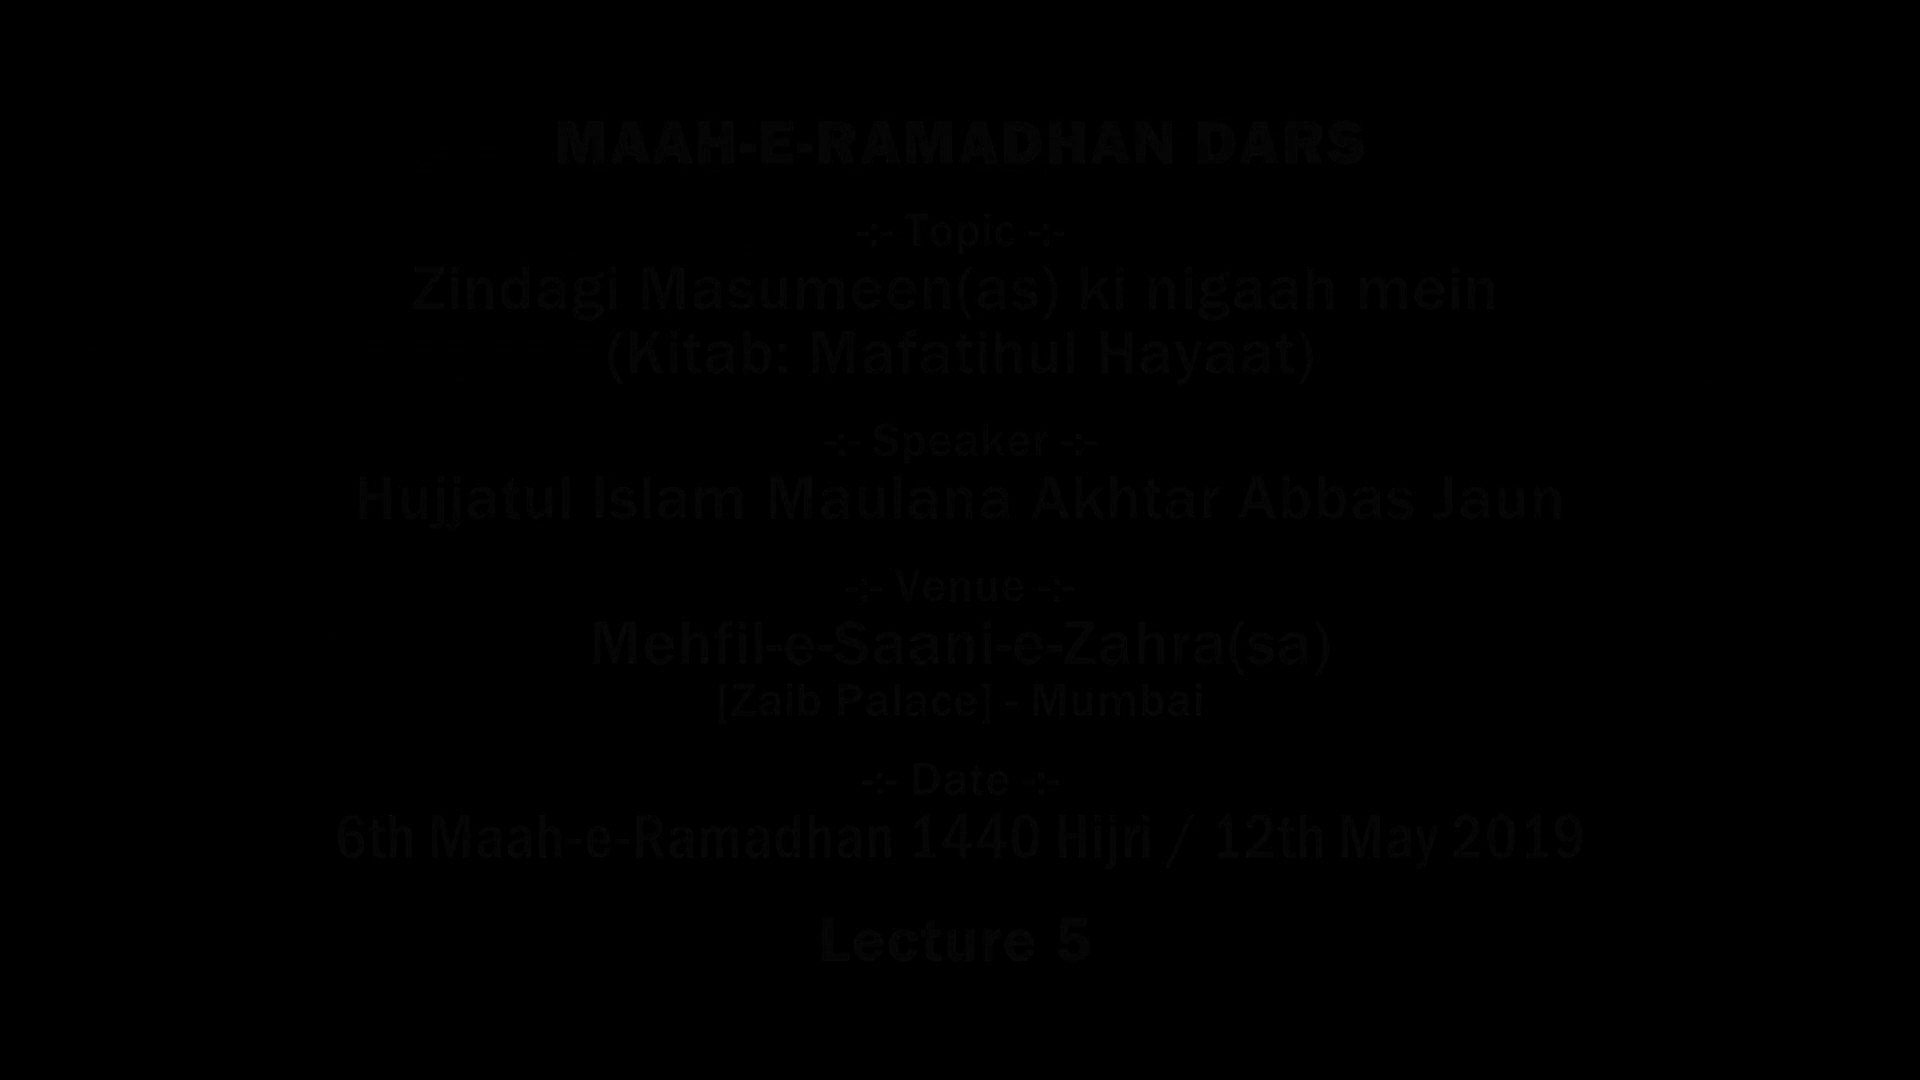 MAAH-E-RAMADHAN DARS
-:- Topic -:-
Zindagi Masumeen(as) ki nigaah mein
(Kitab: Mafatihul Hayaat)
-:- Speaker -:-
Hujjatul Islam Maulana Akhtar Abbas Jaun
-:- Venue -:-
Mehfil-e-Saani-e-Zahra(sa)
[Zaib Palace] - Mumbai
-:- Date -:-
6th Maah-e-Ramadhan 1440 Hijri / 12th May 2019
Lecture 5